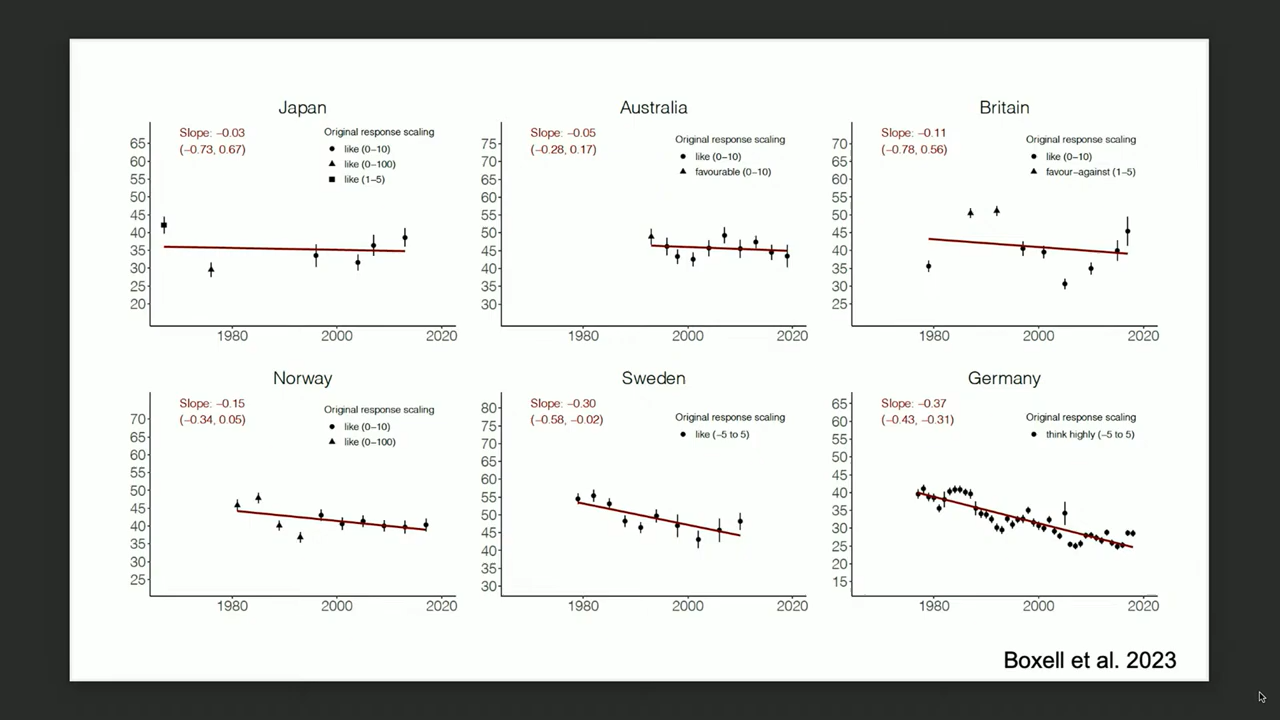 Japan
Slope: −0.03
(−0.73, 0.67)
Original response scaling
like (0−10)
like (0−100)
like (1−5)
65
60
55
50
45
40
35
30
25
20
1980
2000
2020
Australia
Slope: −0.05
(−0.28, 0.17)
Original response scaling
like (0−10)
favourable (0−10)
75
70
65
60
55
50
45
40
35
30
1980
2000
2020
Britain
Slope: −0.11
(−0.78, 0.56)
Original response scaling
like (0−10)
favour−against (1−5)
70
65
60
55
50
45
40
35
30
25
1980
2000
2020
Norway
Slope: −0.15
(−0.34, 0.05)
Original response scaling
like (0−10)
like (0−100)
70
65
60
55
50
45
40
35
30
25
1980
2000
2020
Sweden
Slope: −0.30
(−0.58, −0.02)
Original response scaling
like (−5 to 5)
80
75
70
65
60
55
50
45
40
35
30
1980
2000
2020
Germany
Slope: −0.37
(−0.43, −0.31)
Original response scaling
think highly (−5 to 5)
65
60
55
50
45
40
35
30
25
20
15
1980
2000
2020
Boxell et al. 2023